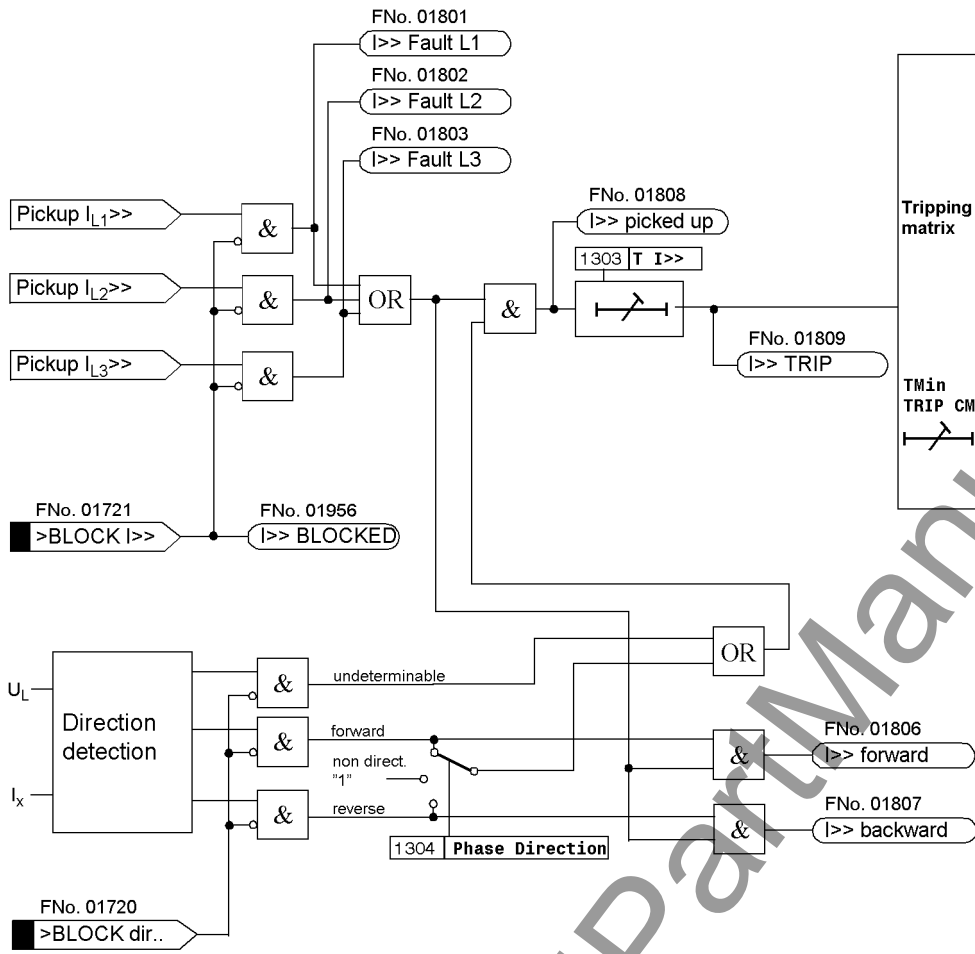 FNo. 01801
I>> Fault L1
FNo. 01802
I>> Fault L2
FNo. 01803
I>> Fault L3
Pickup IL1>>
&
Pickup IL2>>
&
OR
Pickup IL3>>
&
FNo. 01808
I>> picked up
1303 T I>>
&
FNo. 01809
I>> TRIP
Tripping
matrix
TMin
TRIP CM
FNo. 01721
>BLOCK I>>
FNo. 01956
I>> BLOCKED
UL
IX
Direction
detection
&
undeterminable
&
forward
non direct.
"1"
&
reverse
1304 Phase Direction
OR
&
FNo. 01806
I>> forward
&
FNo. 01807
I>> backward
FNo. 01720
>BLOCK dir..
PartManu